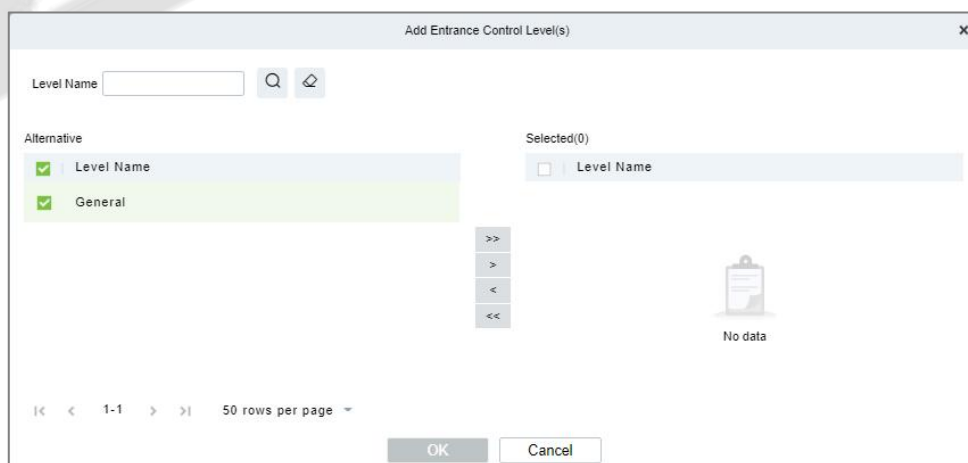 Add Entrance Control Level(s)
Level Name
Alternative
Selected(0)
Level Name
Level Name
General
>>
>
<
<<
No data
1-1
50 rows per page
OK
Cancel